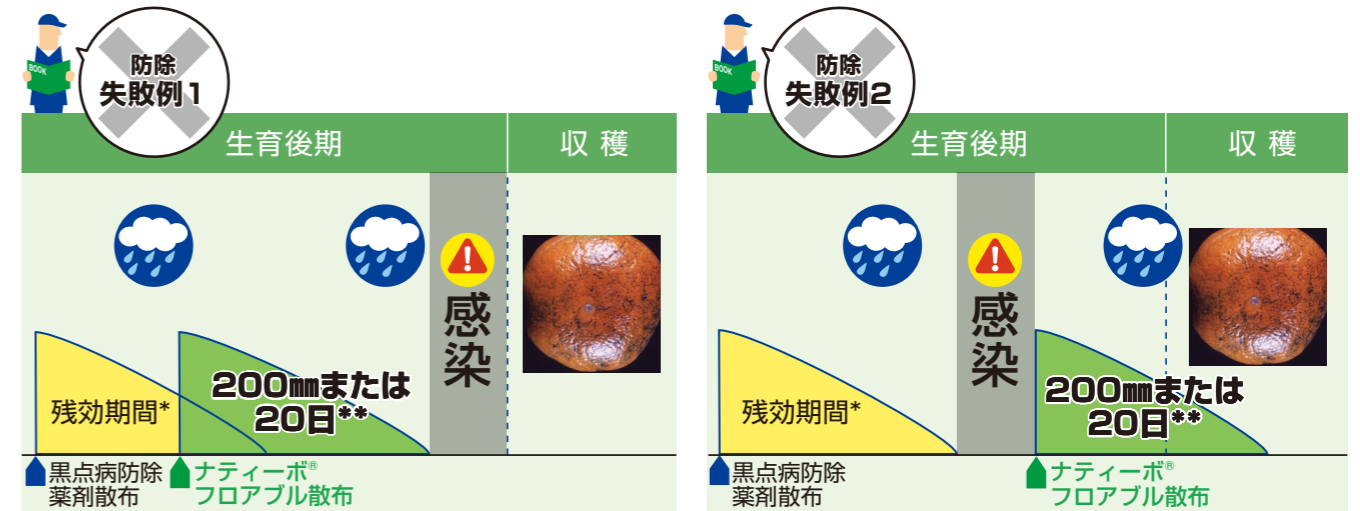 BOOK
防除
失敗例1
生育後期
収穫
感染
残効期間*
200㎜または
20日**
黒点病防除
薬剤散布
ナティーボ®
フロアブル散布
BOOK
防除
失敗例2
生育後期
収穫
感染
残効期間*
200㎜または
20日**
黒点病防除
薬剤散布
ナティーボ®
フロアブル散布